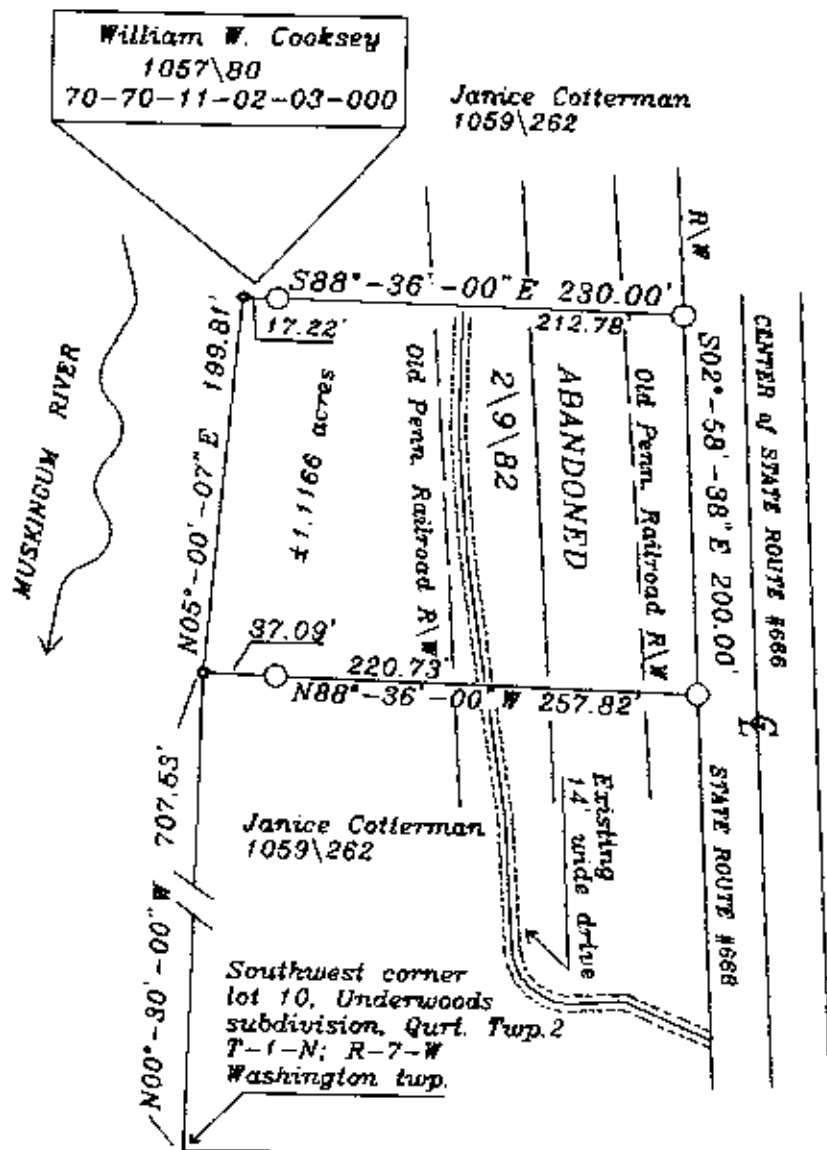 William W. Cooksey
1057\80
70-70-11-02-03-000
Janice Cotterman
1059\262
R\W
S88°-36'-00"E 230.00'
17.22'
212.78'
MUSKINGUM RIVER
N05°-00'-07"E 199.81'
±1.1166 acres
Old Penn. Railroad R\W
2\9\82
ABANDONED
Old Penn. Railroad R\W
S02°-58'-38"E 200.00'
CENTER of STATE ROUTE #666
37.09'
220.73'
N88°-36'-00"W 257.82'
707.53'
N00°-30'-00"W
Janice Cotterman
1059\262
Existing
14' wide drive
STATE ROUTE #666
Southwest corner
lot 10, Underwoods
subdivision, Qurt. Twp.2
T-1-N; R-7-W
Washington twp.